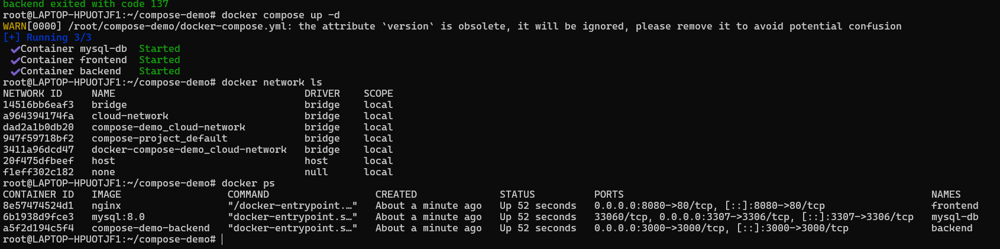 backend exited with code 137
root@LAPTOP-HPUOTJF1:~/compose-demo# docker compose up -d
WARN[0000] /root/compose-demo/docker-compose.yml: the attribute `version` is obsolete, it will be ignored, please remove it to avoid potential confusion
[+] Running 3/3
 ✔Container mysql-db  Started
 ✔Container frontend  Started
 ✔Container backend   Started
root@LAPTOP-HPUOTJF1:~/compose-demo# docker network ls
NETWORK ID     NAME                                DRIVER    SCOPE
14516bb6eaf3   bridge                              bridge    local
a964394174fa   cloud-network                       bridge    local
dad2a1b0db20   compose-demo_cloud-network          bridge    local
947f59718bf2   compose-project_default             bridge    local
3411a96dcd47   docker-compose-demo_cloud-network   bridge    local
20f475dfbeef   host                                host      local
f1eff302c182   none                                null      local
root@LAPTOP-HPUOTJF1:~/compose-demo# docker ps
CONTAINER ID   IMAGE                  COMMAND                  CREATED              STATUS          PORTS                                                    NAMES
8e57474524d1   nginx                  "/docker-entrypoint.…"   About a minute ago   Up 52 seconds   0.0.0.0:8080->80/tcp, [::]:8080->80/tcp                  frontend
6b1938d9fce3   mysql:8.0              "docker-entrypoint.s…"   About a minute ago   Up 52 seconds   33060/tcp, 0.0.0.0:3307->3306/tcp, [::]:3307->3306/tcp   mysql-db
a5f2d194c5f4   compose-demo-backend   "docker-entrypoint.s…"   About a minute ago   Up 52 seconds   0.0.0.0:3000->3000/tcp, [::]:3000->3000/tcp              backend
root@LAPTOP-HPUOTJF1:~/compose-demo#